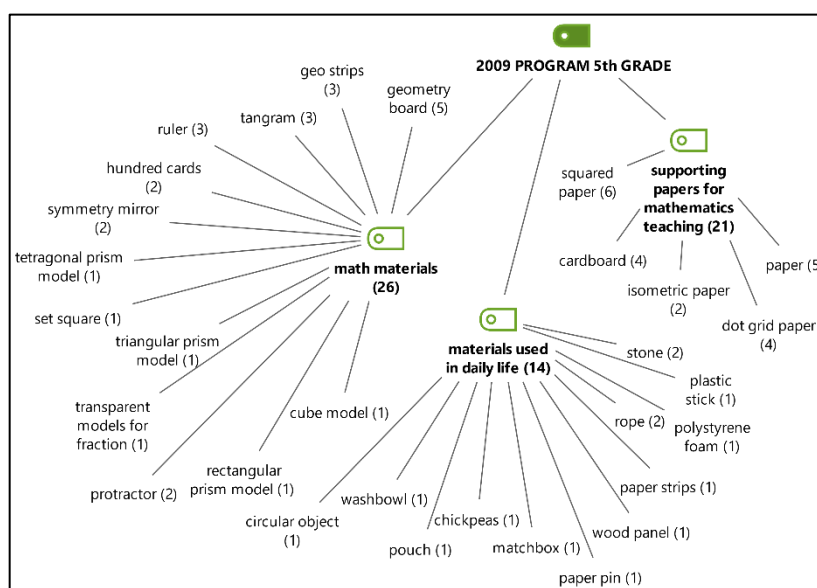 2009 PROGRAM 5th GRADE
geo strips
(3)
geometry
board (5)
tangram (3)
ruler (3)
hundred cards
(2)
symmetry mirror
(2)
tetragonal prism
model (1)
set square (1)
triangular prism
model (1)
transparent
models for
fraction (1)
protractor (2)
rectangular
prism model (1)
cube model (1)
math materials
(26)
squared
paper (6)
supporting
papers for
mathematics
teaching (21)
cardboard (4)
isometric paper
(2)
paper (5
dot grid paper
(4)
materials used
in daily life (14)
stone (2)
plastic
stick (1)
rope (2)
polystyrene
foam (1)
paper strips (1)
wood panel (1)
paper pin (1)
matchbox (1)
chickpeas (1)
pouch (1)
washbowl (1)
circular object
(1)